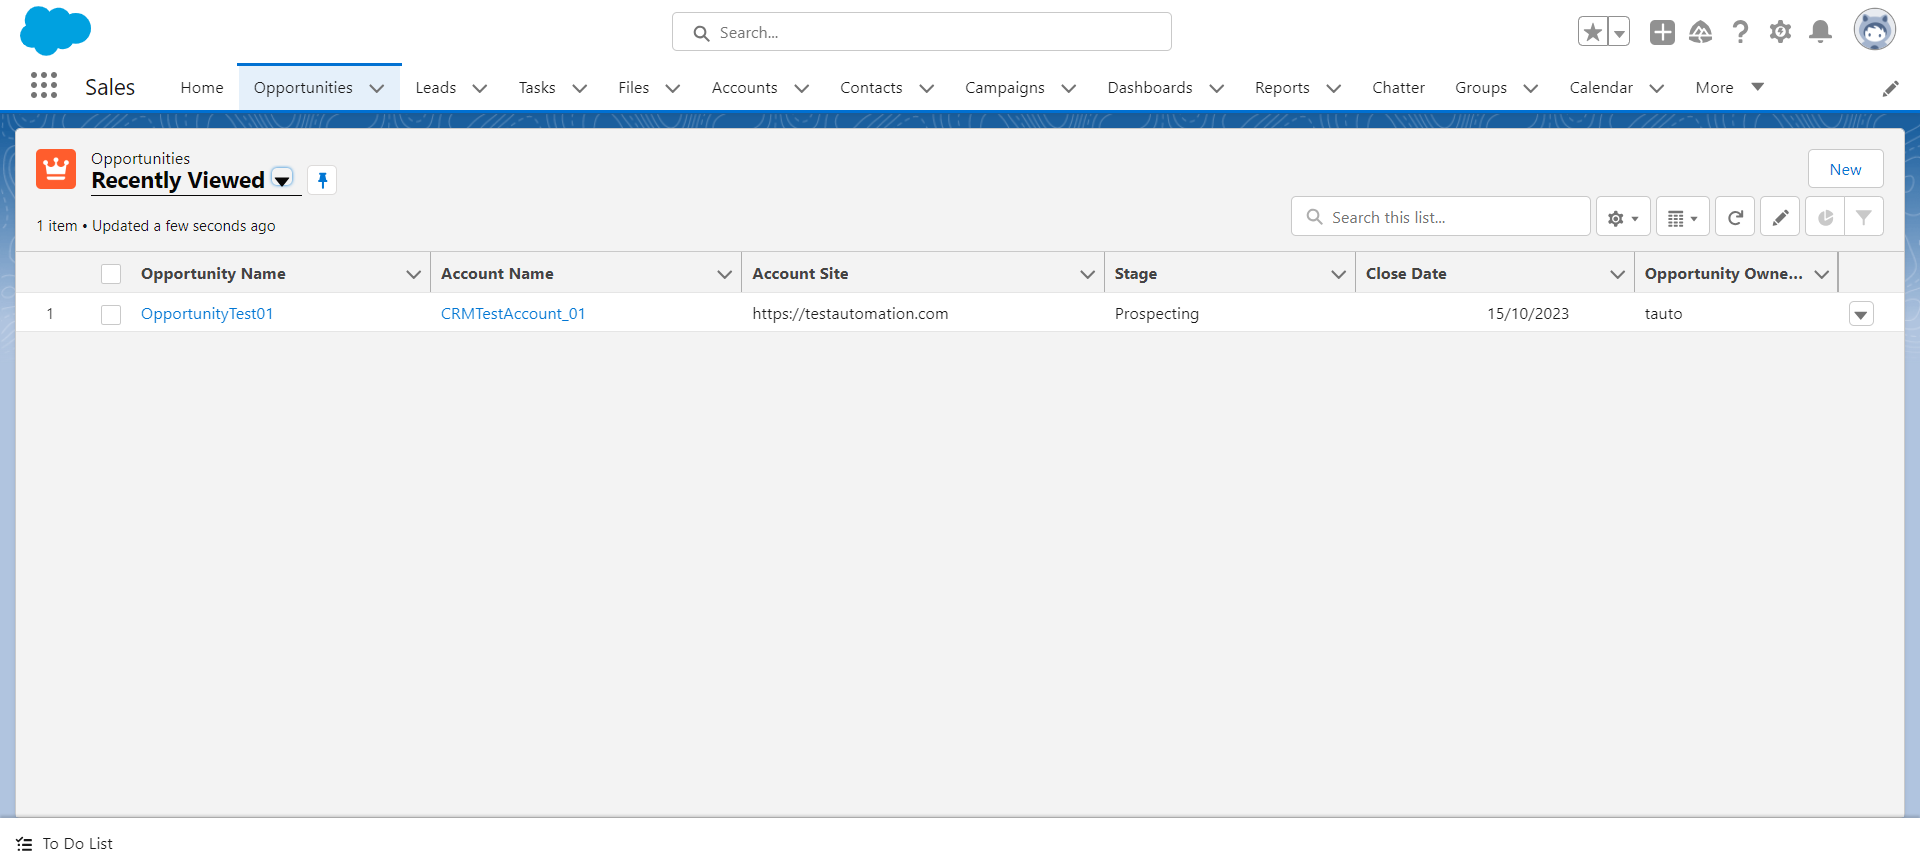 Search...
Sales
Home
Opportunities
Leads
Tasks
Files
Accounts
Contacts
Campaigns
Dashboards
Reports
Chatter
Groups
Calendar
More
Opportunities
Recently Viewed
New
1 item • Updated a few seconds ago
Search this list...
Opportunity Name
Account Name
Account Site
Stage
Close Date
Opportunity Owne...
1
OpportunityTest01
CRMTestAccount_01
https://testautomation.com
Prospecting
15/10/2023
tauto
To Do List